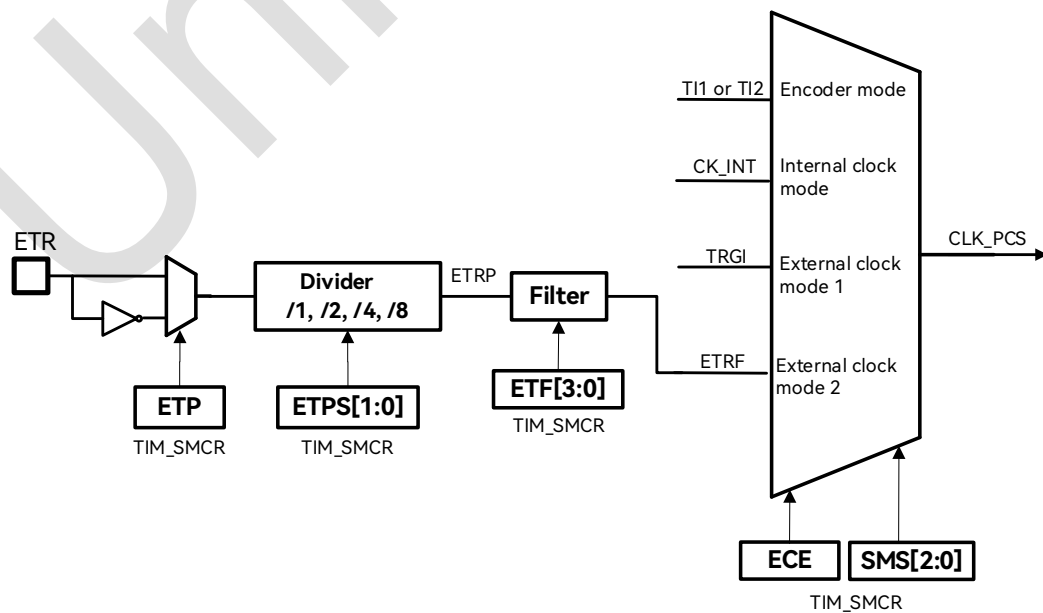 ETR
Divider
/1, /2, /4, /8
ETRP
Filter
ETP
TIM_SMCR
ETPS[1:0]
TIM_SMCR
ETF[3:0]
TIM_SMCR
TI1 or TI2
Encoder mode
CK_INT
Internal clock
mode
TRGI
External clock
mode 1
ETRF
External clock
mode 2
CLK_PCS
ECE
SMS[2:0]
TIM_SMCR